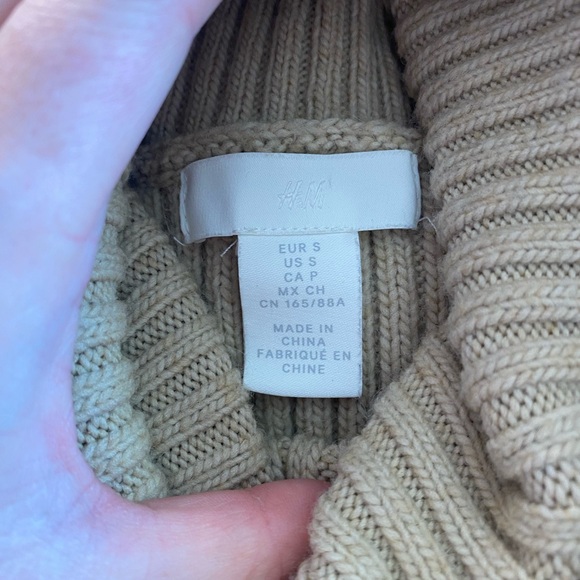 H&M
EUR S
US S
CA P
MX CH
CN 165/88A
MADE IN
CHINA
FABRIQUÉ EN
CHINE